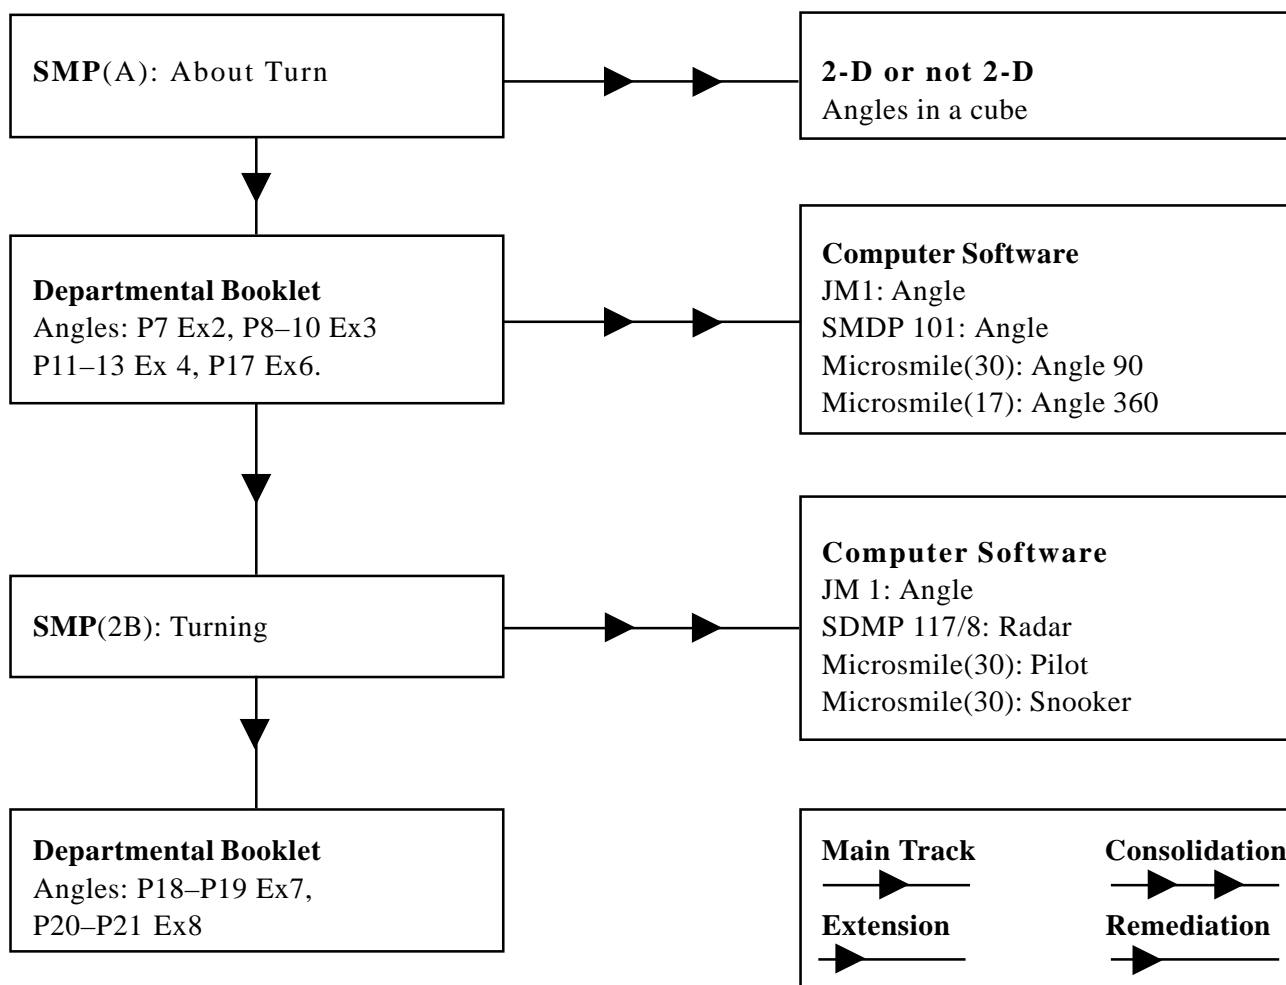 SMP(A): About Turn
2-D or not 2-D
Angles in a cube
Departmental Booklet
Angles: P7 Ex2, P8–10 Ex3
P11–13 Ex 4, P17 Ex6.
Computer Software
JM1: Angle
SMDP 101: Angle
Microsmile(30): Angle 90
Microsmile(17): Angle 360
SMP(2B): Turning
Computer Software
JM 1: Angle
SDMP 117/8: Radar
Microsmile(30): Pilot
Microsmile(30): Snooker
Departmental Booklet
Angles: P18–P19 Ex7,
P20–P21 Ex8
Main Track
Consolidation
Extension
Remediation